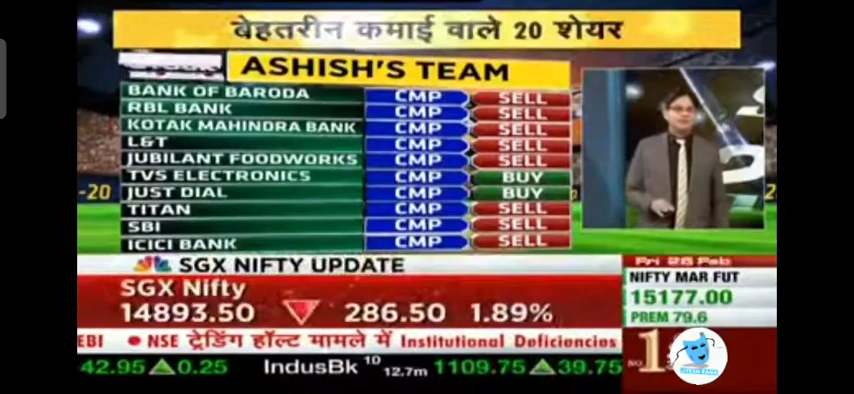 बेहतरीन कमाई वाले 20 शेयर
ASHISH'S TEAM
BANK OF BARODA CMP SELL
RBL BANK CMP SELL
KOTAK MAHINDRA BANK CMP SELL
L&T CMP SELL
JUBILANT FOODWORKS CMP SELL
TVS ELECTRONICS CMP BUY
JUST DIAL CMP BUY
TITAN CMP SELL
SBI CMP SELL
ICICI BANK CMP SELL
-20
SGX NIFTY UPDATE
SGX Nifty
14893.50 286.50 1.89%
Fri 26 Feb
NIFTY MAR FUT
15177.00
PREM 79.6
EBI • NSE ट्रेडिंग हॉल्ट मामले में Institutional Deficiencies
42.95 0.25 IndusBk 10 12.7m 1109.75 39.75
NO 1